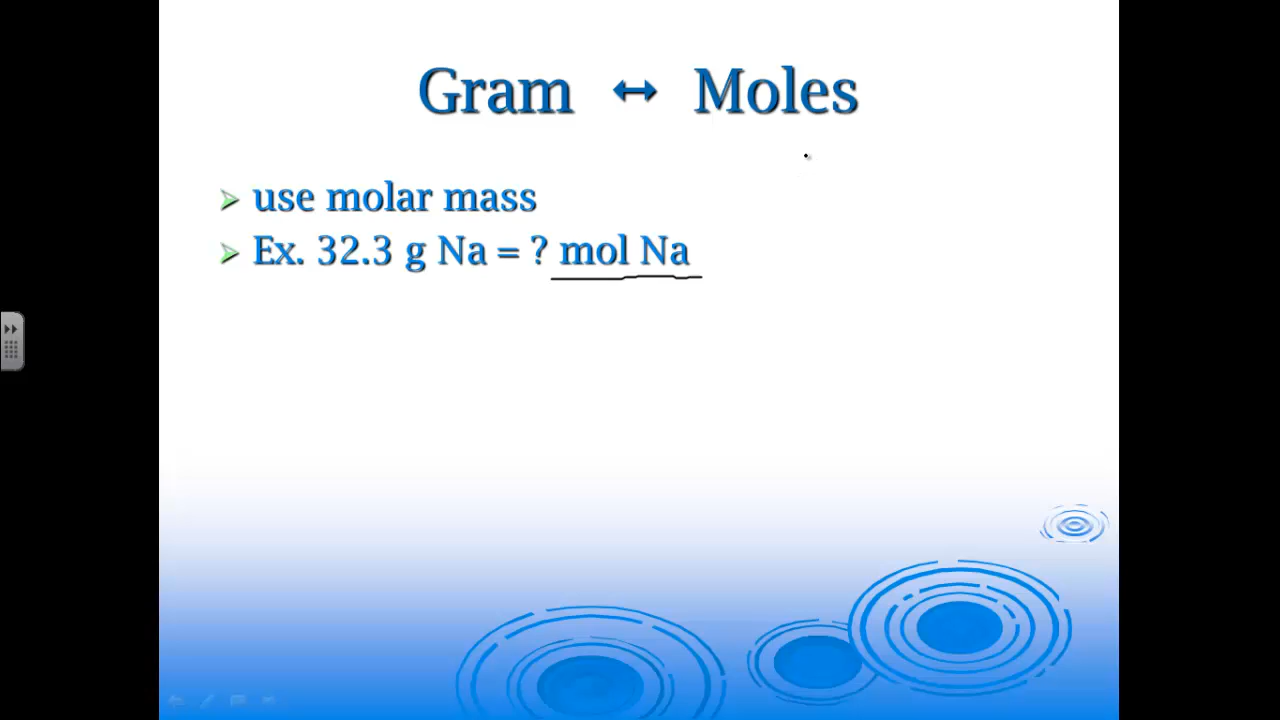 Gram ↔ Moles
use molar mass
Ex. 32.3 g Na = ? mol Na